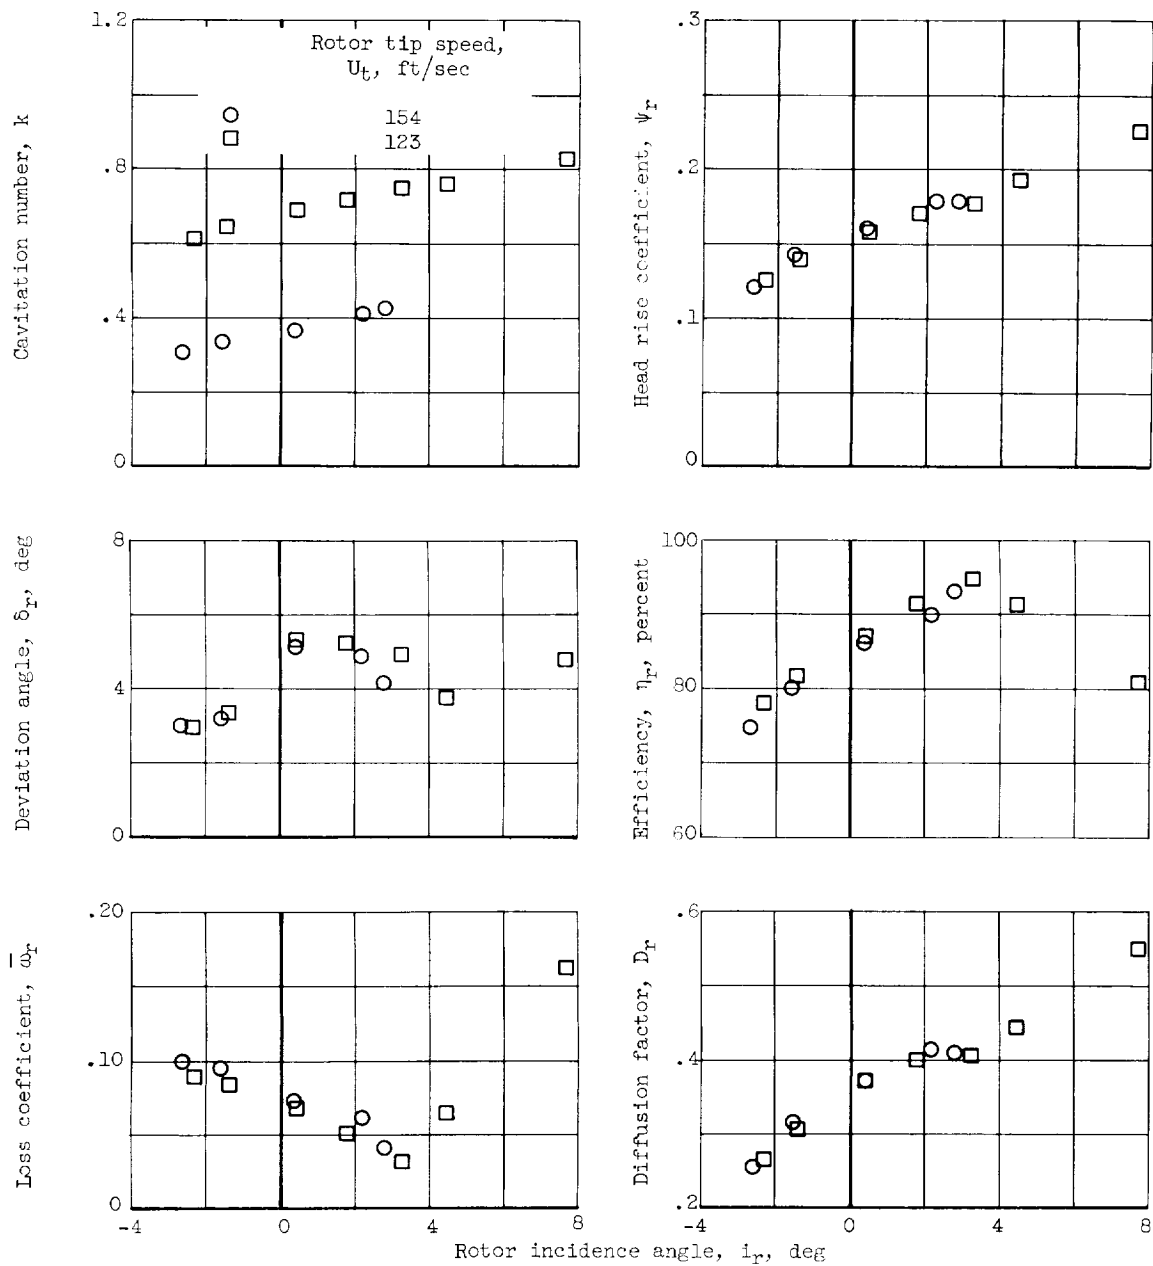 1.2
.8
.4
0
Cavitation number, k
Rotor tip speed,
U_t, ft/sec
154
123
.3
.2
.1
0
Head rise coefficient, ψ_r
8
4
0
Deviation angle, δ_r, deg
100
80
60
Efficiency, η_r, percent
.20
.10
0
Loss coefficient, ω̅_r
-4 0 4 8
.6
.4
.2
Diffusion factor, D_r
-4 0 4 8
Rotor incidence angle, i_r, deg